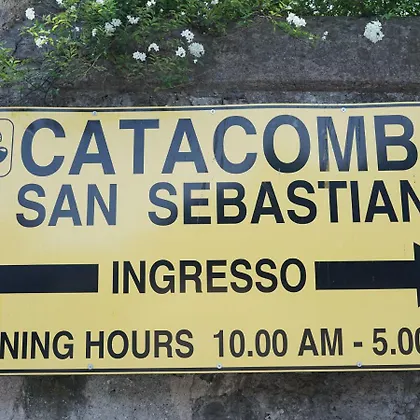 CATACOMB
SAN SEBASTIAN
INGRESSO
NING HOURS 10.00 AM - 5.00